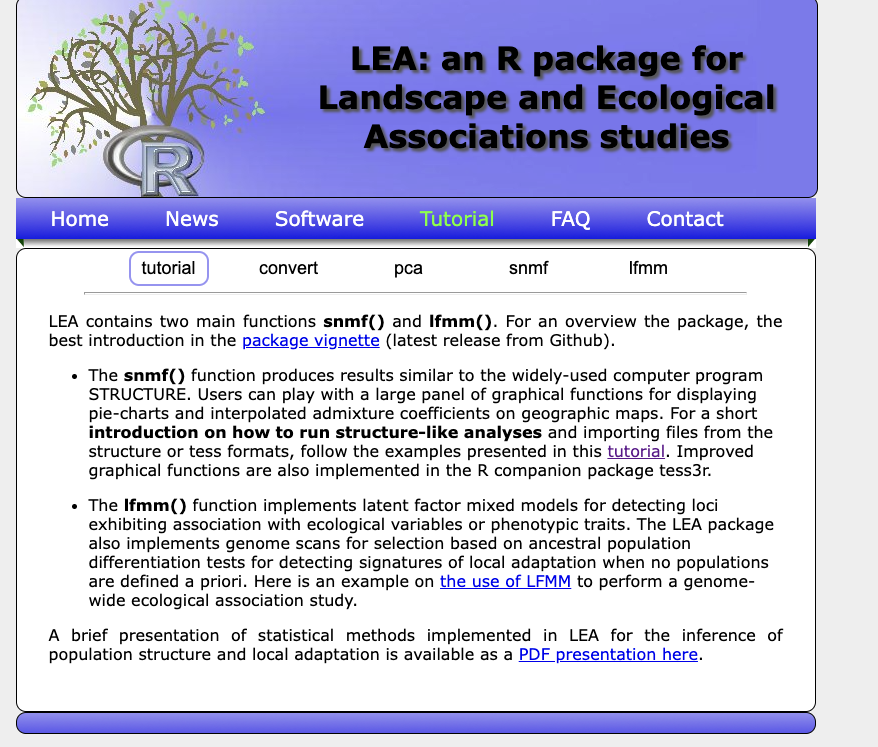 LEA: an R package for
Landscape and Ecological
Associations studies
R
Home News Software Tutorial FAQ Contact
tutorial convert pca snmf lfmm
LEA contains two main functions snmf() and lfmm(). For an overview the package, the
best introduction in the package vignette (latest release from Github).
• The snmf() function produces results similar to the widely-used computer program
STRUCTURE. Users can play with a large panel of graphical functions for displaying
pie-charts and interpolated admixture coefficients on geographic maps. For a short
introduction on how to run structure-like analyses and importing files from the
structure or tess formats, follow the examples presented in this tutorial. Improved
graphical functions are also implemented in the R companion package tess3r.
• The lfmm() function implements latent factor mixed models for detecting loci
exhibiting association with ecological variables or phenotypic traits. The LEA package
also implements genome scans for selection based on ancestral population
differentiation tests for detecting signatures of local adaptation when no populations
are defined a priori. Here is an example on the use of LFMM to perform a genome-
wide ecological association study.
A brief presentation of statistical methods implemented in LEA for the inference of
population structure and local adaptation is available as a PDF presentation here.